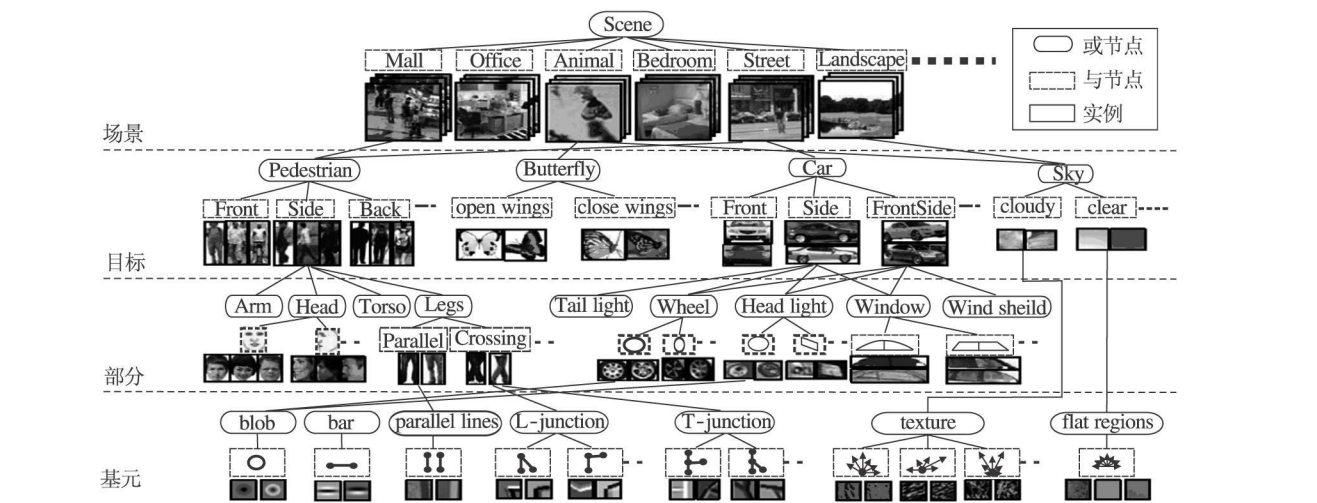 Scene
Mall Office Animal Bedroom Street Landscape
或节点
与节点
实例
场景
Pedestrian Butterfly Car Sky
Front Side Back open wings close wings Front Side FrontSide cloudy clear
目标
Arm Head Torso Legs Tail light Wheel Head light Window Wind sheild
Parallel Crossing
部分
blob bar parallel lines L-junction T-junction texture flat regions
基元